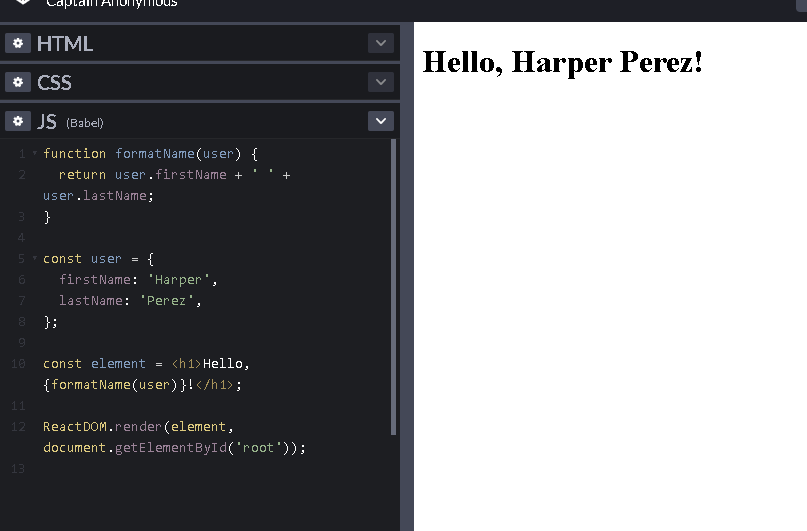 Captain Anonymous
HTML
CSS
JS (Babel)
1 function formatName(user) {
2 return user.firstName + ' ' +
user.lastName;
3 }
4
5 const user = {
6 firstName: 'Harper',
7 lastName: 'Perez',
8 };
9
10 const element = <h1>Hello,
{formatName(user)}!</h1>;
11
12 ReactDOM.render(element,
document.getElementById('root'));
13
Hello, Harper Perez!